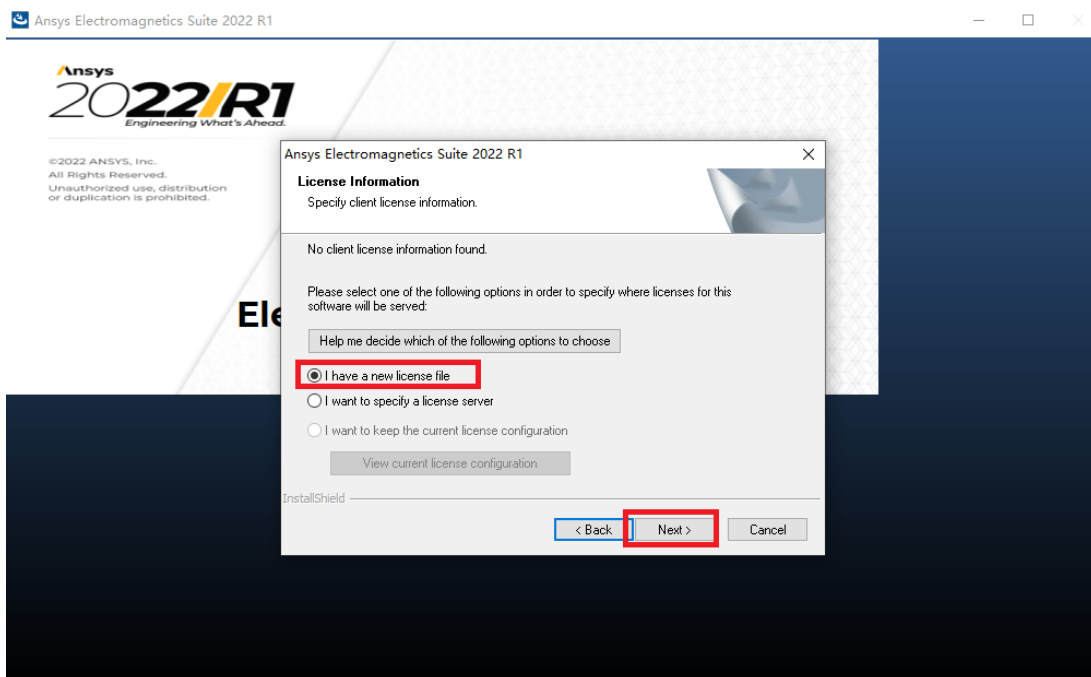 Ansys Electromagnetics Suite 2022 R1
Ansys
2022/R1
Engineering What's Ahead.
©2022 ANSYS, Inc.
All Rights Reserved.
Unauthorized use, distribution
or duplication is prohibited.
Ele
Ansys Electromagnetics Suite 2022 R1
License Information
Specify client license information.
No client license information found.
Please select one of the following options in order to specify where licenses for this
software will be served:
Help me decide which of the following options to choose
I have a new license file
I want to specify a license server
I want to keep the current license configuration
View current license configuration
InstallShield
< Back
Next >
Cancel